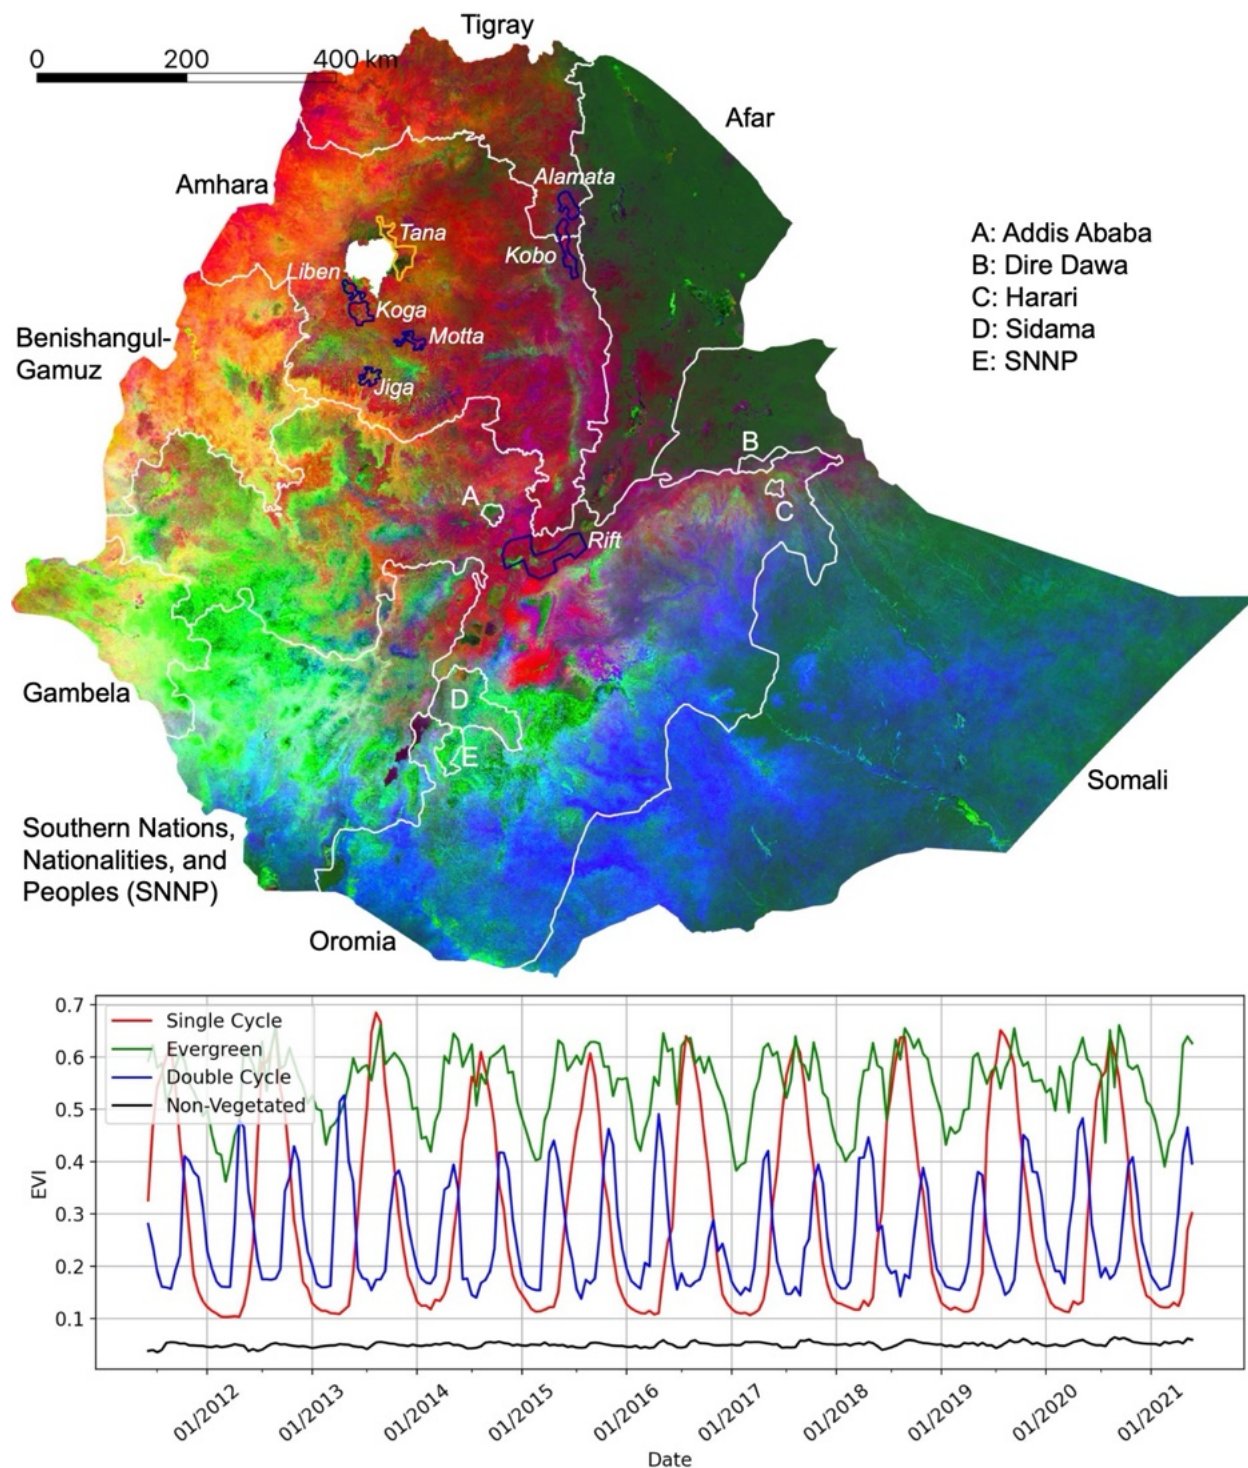 Tigray
0 200 400 km
Afar
Amhara
Alamata
Tana
Kobo
Liben
Koga
Motta
Jiga
Benishangul-
Gamuz
A: Addis Ababa
B: Dire Dawa
C: Harari
D: Sidama
E: SNNP
B
A
C
Rift
Gambela
D
E
Somali
Southern Nations,
Nationalities, and
Peoples (SNNP)
Oromia
0.7
0.6
0.5
0.4
0.3
0.2
0.1
EVI
Single Cycle
Evergreen
Double Cycle
Non-Vegetated
01/2012
01/2013
01/2014
01/2015
01/2016
01/2017
01/2018
01/2019
01/2020
01/2021
Date